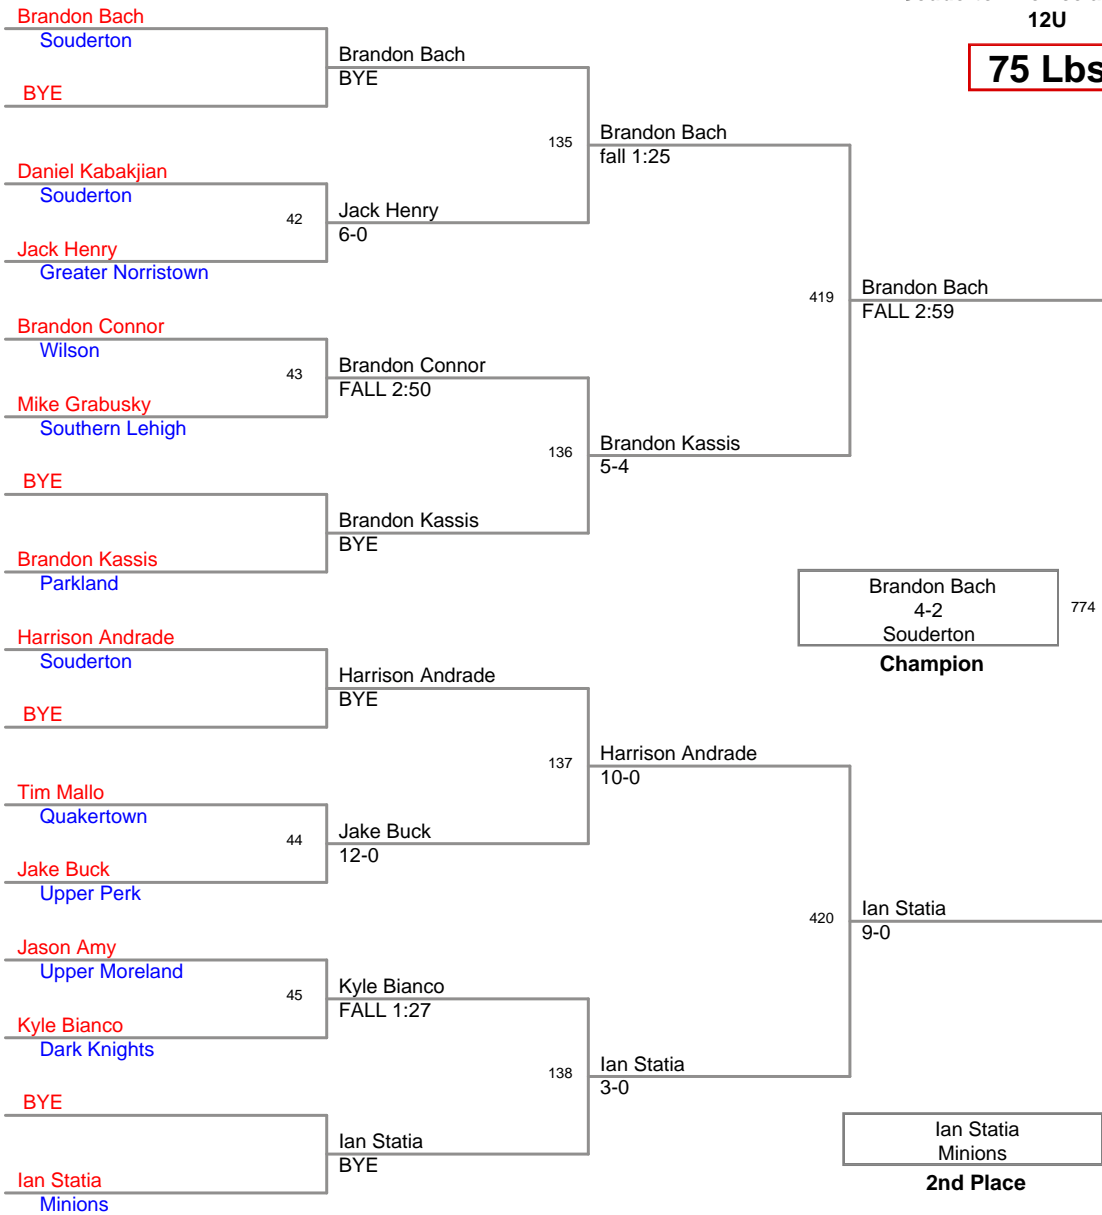 12U
75 Lbs
Brandon Bach
Souderton
BYE
Daniel Kabakjian
Souderton
42
Jack Henry
Greater Norristown
Brandon Connor
Wilson
43
Mike Grabusky
Southern Lehigh
BYE
Brandon Kassis
Parkland
Harrison Andrade
Souderton
BYE
Tim Mallo
Quakertown
44
Jake Buck
Upper Perk
Jason Amy
Upper Moreland
45
Kyle Bianco
Dark Knights
BYE
Ian Statia
Minions
Brandon Bach
BYE
135
Jack Henry
6-0
Brandon Connor
FALL 2:50
136
Brandon Kassis
BYE
Harrison Andrade
BYE
137
Jake Buck
12-0
Kyle Bianco
FALL 1:27
138
Ian Statia
BYE
Brandon Bach
fall 1:25
419
Brandon Kassis
5-4
Harrison Andrade
10-0
420
Ian Statia
3-0
Brandon Bach
FALL 2:59
Ian Statia
9-0
Brandon Bach
4-2
Souderton
774
Champion
Ian Statia
Minions
2nd Place